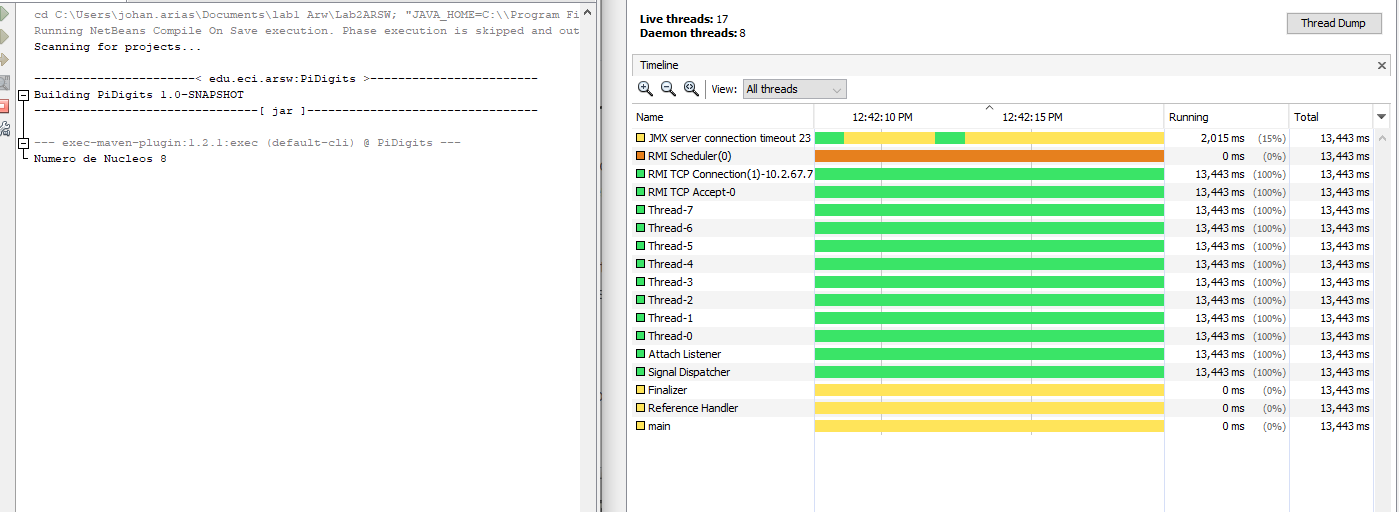 cd C:\Users\johan.arias\Documents\lab1 Arw\Lab2ARSW; "JAVA_HOME=C:\\Program Fi
Running NetBeans Compile On Save execution. Phase execution is skipped and out
Scanning for projects...
-----------------------< edu.eci.arsw:PiDigits >------------------------
Building PiDigits 1.0-SNAPSHOT
--------------------------------[ jar ]---------------------------------
--- exec-maven-plugin:1.2.1:exec (default-cli) @ PiDigits ---
Numero de Nucleos 8
Live threads: 17
Daemon threads: 8
Thread Dump
Timeline
View: All threads
Name 12:42:10 PM 12:42:15 PM Running Total
JMX server connection timeout 23 2,015 ms (15%) 13,443 ms
RMI Scheduler(0) 0 ms (0%) 13,443 ms
RMI TCP Connection(1)-10.2.67.7 13,443 ms (100%) 13,443 ms
RMI TCP Accept-0 13,443 ms (100%) 13,443 ms
Thread-7 13,443 ms (100%) 13,443 ms
Thread-6 13,443 ms (100%) 13,443 ms
Thread-5 13,443 ms (100%) 13,443 ms
Thread-4 13,443 ms (100%) 13,443 ms
Thread-3 13,443 ms (100%) 13,443 ms
Thread-2 13,443 ms (100%) 13,443 ms
Thread-1 13,443 ms (100%) 13,443 ms
Thread-0 13,443 ms (100%) 13,443 ms
Attach Listener 13,443 ms (100%) 13,443 ms
Signal Dispatcher 13,443 ms (100%) 13,443 ms
Finalizer 0 ms (0%) 13,443 ms
Reference Handler 0 ms (0%) 13,443 ms
main 0 ms (0%) 13,443 ms